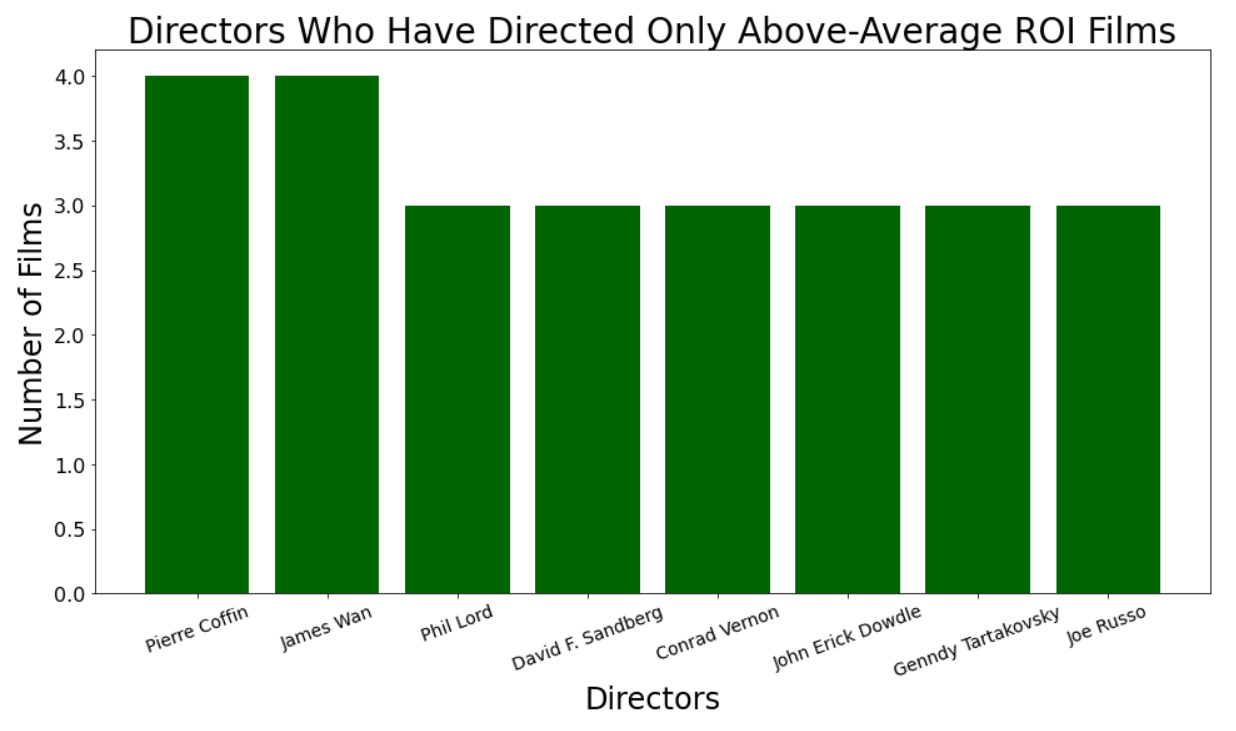 Directors Who Have Directed Only Above-Average ROI Films
Number of Films
4.0
3.5
3.0
2.5
2.0
1.5
1.0
0.5
0.0
Pierre Coffin
James Wan
Phil Lord
David F. Sandberg
Conrad Vernon
John Erick Dowdle
Genndy Tartakovsky
Joe Russo
Directors